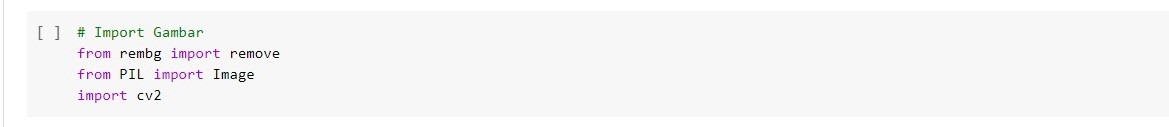 [ ] # Import Gambar
from rembg import remove
from PIL import Image
import cv2